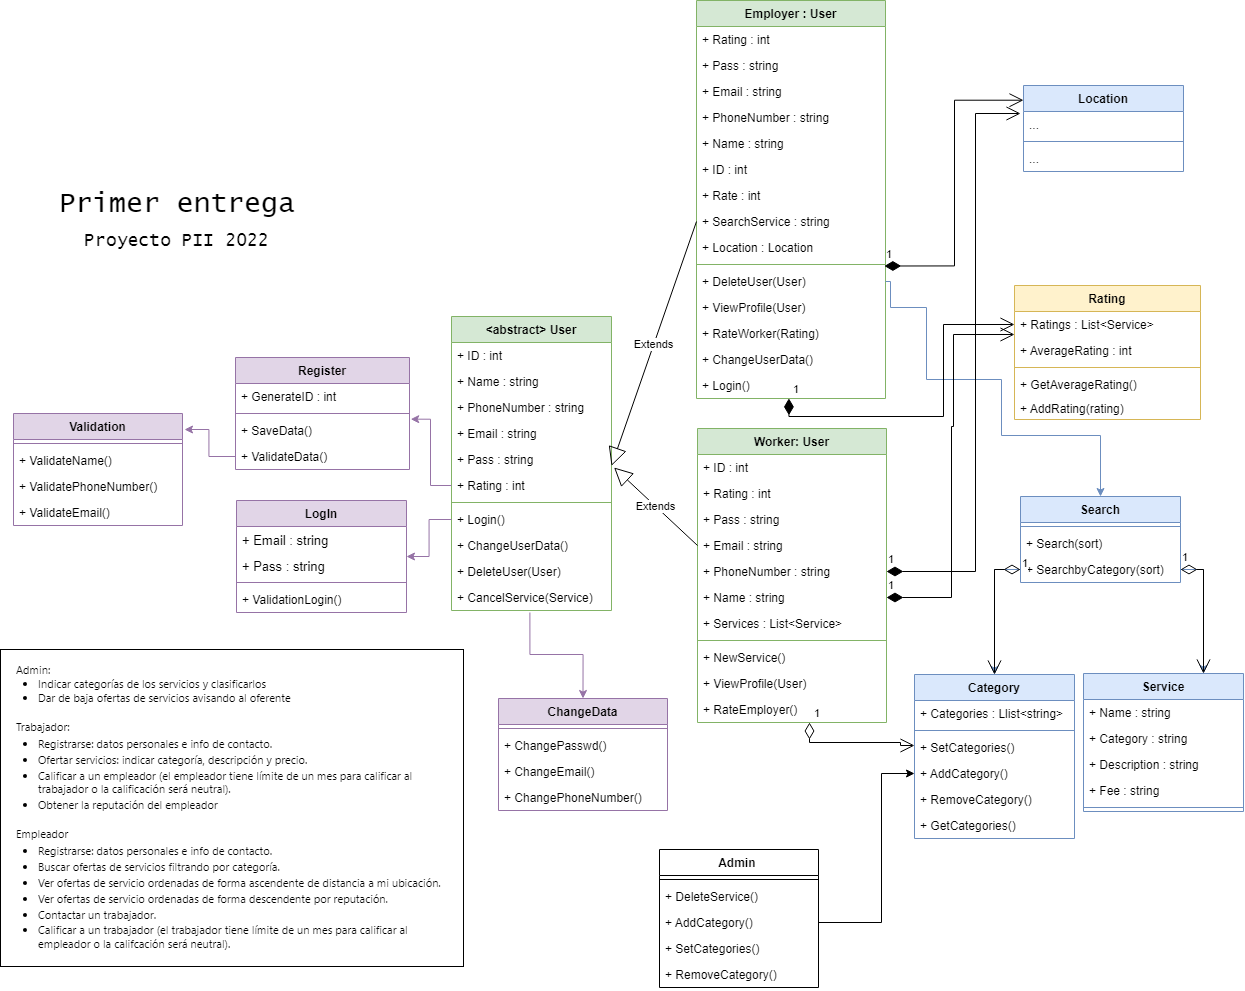 Primer entrega
Proyecto PII 2022
Employer : User
+ Rating : int
+ Pass : string
+ Email : string
+ PhoneNumber : string
+ Name : string
+ ID : int
+ Rate : int
+ SearchService : string
+ Location : Location
+ DeleteUser(User)
+ ViewProfile(User)
+ RateWorker(Rating)
+ ChangeUserData()
+ Login()
1
1
Location
...
...
Rating
+ Ratings : List<Service>
+ AverageRating : int
+ GetAverageRating()
+ AddRating(rating)
Extends
Extends
<abstract> User
+ ID : int
+ Name : string
+ PhoneNumber : string
+ Email : string
+ Pass : string
+ Rating : int
+ Login()
+ ChangeUserData()
+ DeleteUser(User)
+ CancelService(Service)
Register
+ GenerateID : int
+ SaveData()
+ ValidateData()
Validation
+ ValidateName()
+ ValidatePhoneNumber()
+ ValidateEmail()
LogIn
+ Email : string
+ Pass : string
+ ValidationLogin()
Worker: User
+ ID : int
+ Rating : int
+ Pass : string
+ Email : string
+ PhoneNumber : string
+ Name : string
+ Services : List<Service>
+ NewService()
+ ViewProfile(User)
+ RateEmployer()
1
1
1
Search
+ Search(sort)
+ SearchbyCategory(sort)
1
1
ChangeData
+ ChangePasswd()
+ ChangeEmail()
+ ChangePhoneNumber()
Category
+ Categories : Llist<string>
+ SetCategories()
+ AddCategory()
+ RemoveCategory()
+ GetCategories()
Service
+ Name : string
+ Category : string
+ Description : string
+ Fee : string
Admin
+ DeleteService()
+ AddCategory()
+ SetCategories()
+ RemoveCategory()
Admin:
• Indicar categorías de los servicios y clasificarlos
• Dar de baja ofertas de servicios avisando al oferente
Trabajador:
• Registrarse: datos personales e info de contacto.
• Ofertar servicios: indicar categoría, descripción y precio.
• Calificar a un empleador (el empleador tiene límite de un mes para calificar al
trabajador o la calificación será neutral).
• Obtener la reputación del empleador
Empleador
• Registrarse: datos personales e info de contacto.
• Buscar ofertas de servicios filtrando por categoría.
• Ver ofertas de servicio ordenadas de forma ascendente de distancia a mi ubicación.
• Ver ofertas de servicio ordenadas de forma descendente por reputación.
• Contactar un trabajador.
• Calificar a un trabajador (el trabajador tiene límite de un mes para calificar al
empleador o la califcación será neutral).